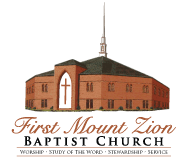 First Mount Zion
BAPTIST CHURCH
WORSHIP · STUDY OF THE WORD · STEWARDSHIP · SERVICE